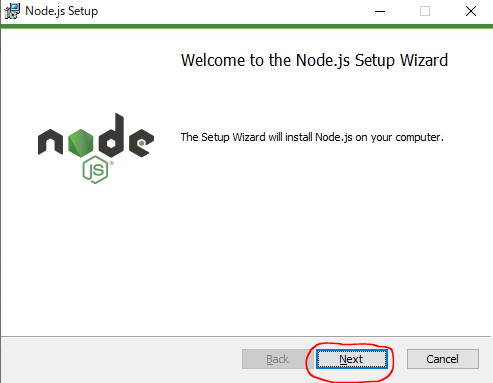 Node.js Setup
Welcome to the Node.js Setup Wizard
The Setup Wizard will install Node.js on your computer.
node
JS
Back
Next
Cancel